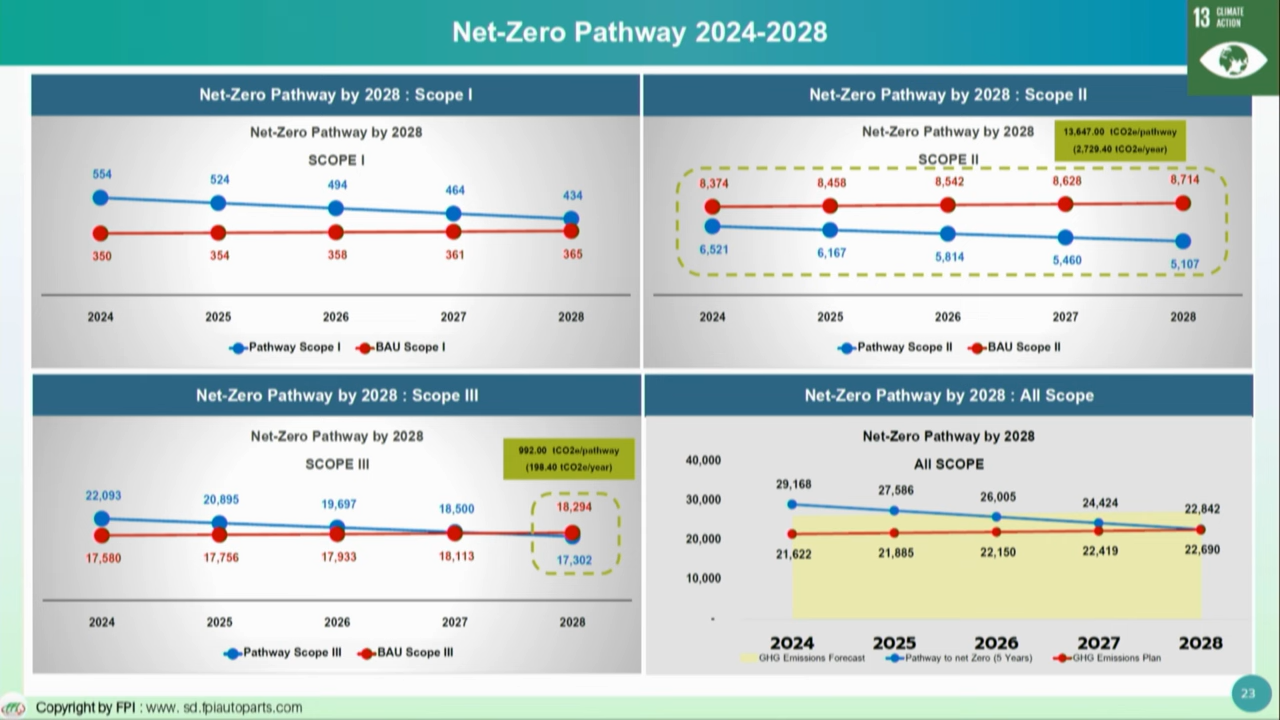 Net-Zero Pathway 2024-2028
13 CLIMATE
ACTION
Net-Zero Pathway by 2028 : Scope I
Net-Zero Pathway by 2028
SCOPE I
554
524
494
464
434
350
354
358
361
365
2024
2025
2026
2027
2028
Pathway Scope I
BAU Scope I
Net-Zero Pathway by 2028 : Scope II
Net-Zero Pathway by 2028
SCOPE II
13,647.00 tCO2e/pathway
(2,729.40 tCO2e/year)
8,374
8,458
8,542
8,628
8,714
6,521
6,167
5,814
5,460
5,107
2024
2025
2026
2027
2028
Pathway Scope II
BAU Scope II
Net-Zero Pathway by 2028 : Scope III
Net-Zero Pathway by 2028
SCOPE III
992.00 tCO2e/pathway
(198.40 tCO2e/year)
22,093
20,895
19,697
18,500
18,294
17,580
17,756
17,933
18,113
17,302
2024
2025
2026
2027
2028
Pathway Scope III
BAU Scope III
Net-Zero Pathway by 2028 : All Scope
Net-Zero Pathway by 2028
All SCOPE
40,000
30,000
20,000
10,000
-
29,168
27,586
26,005
24,424
22,842
21,622
21,885
22,150
22,419
22,690
2024
2025
2026
2027
2028
GHG Emissions Forecast
Pathway to net Zero (5 Years)
GHG Emissions Plan
Copyright by FPI : www. sd.fpiautoparts.com
23